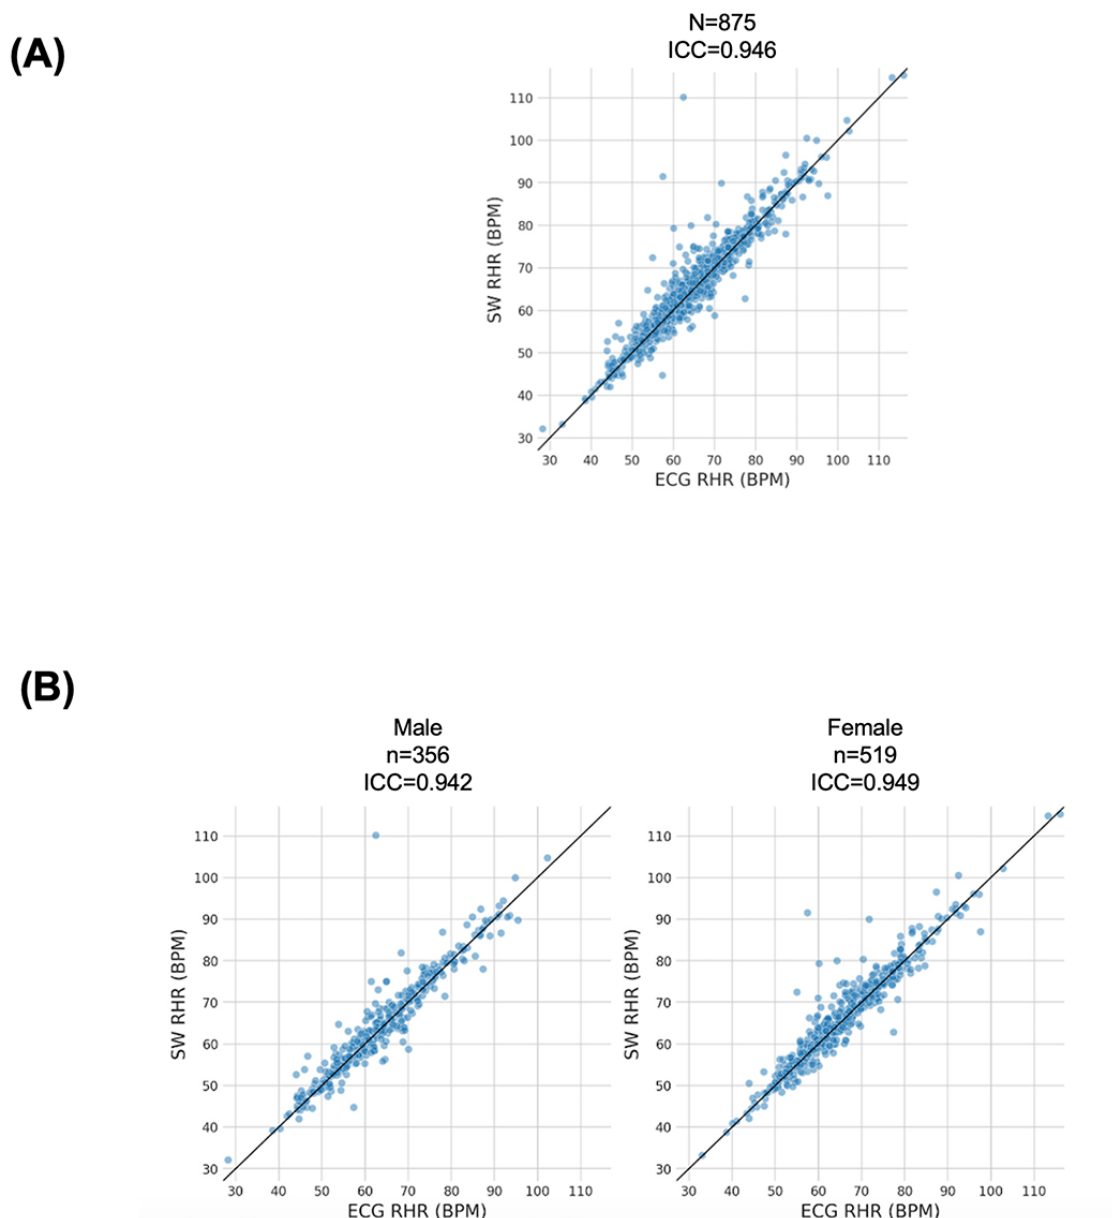 (A)
N=875
ICC=0.946
SW RHR (BPM)
110
100
90
80
70
60
50
40
30
30 40 50 60 70 80 90 100 110
ECG RHR (BPM)
(B)
Male
n=356
ICC=0.942
SW RHR (BPM)
110
100
90
80
70
60
50
40
30
30 40 50 60 70 80 90 100 110
ECG RHR (BPM)
Female
n=519
ICC=0.949
SW RHR (BPM)
110
100
90
80
70
60
50
40
30
30 40 50 60 70 80 90 100 110
ECG RHR (BPM)